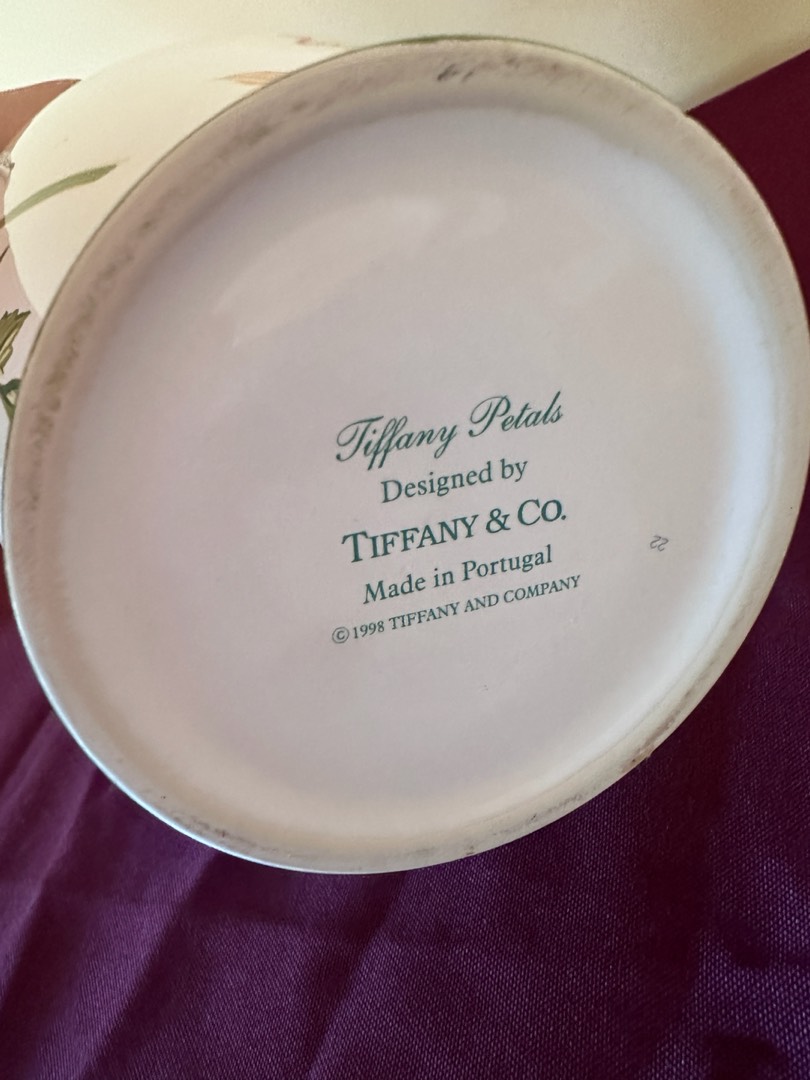 Tiffany Petals
Designed by
TIFFANY & CO.
Made in Portugal
©1998 TIFFANY AND COMPANY
22